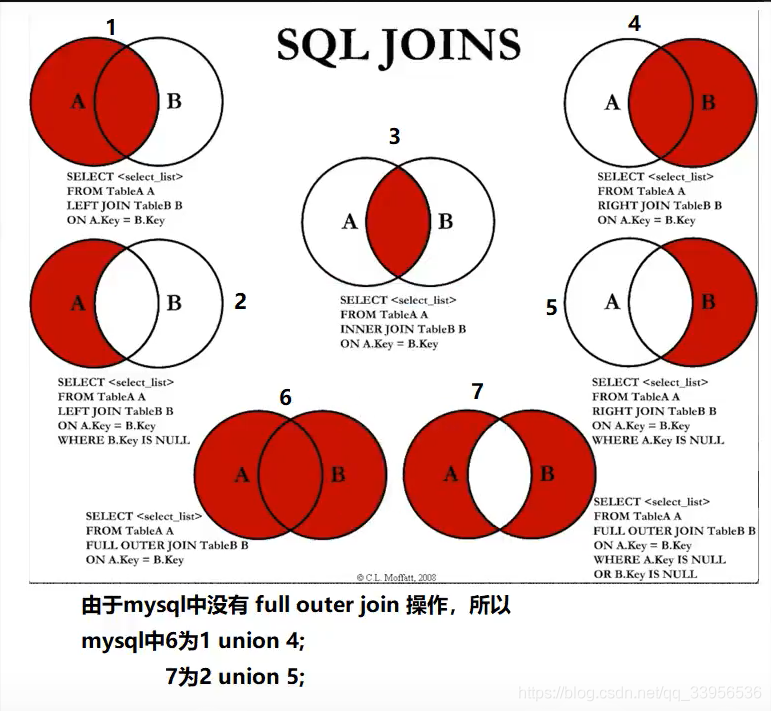 SQL JOINS
1
A B
SELECT <select_list>
FROM TableA A
LEFT JOIN TableB B
ON A.Key = B.Key
4
A B
SELECT <select_list>
FROM TableA A
RIGHT JOIN TableB B
ON A.Key = B.Key
3
A B
SELECT <select_list>
FROM TableA A
INNER JOIN TableB B
ON A.Key = B.Key
2
A B
SELECT <select_list>
FROM TableA A
LEFT JOIN TableB B
ON A.Key = B.Key
WHERE B.Key IS NULL
5
A B
SELECT <select_list>
FROM TableA A
RIGHT JOIN TableB B
ON A.Key = B.Key
WHERE A.Key IS NULL
6
A B
SELECT <select_list>
FROM TableA A
FULL OUTER JOIN TableB B
ON A.Key = B.Key
7
A B
SELECT <select_list>
FROM TableA A
FULL OUTER JOIN TableB B
ON A.Key = B.Key
WHERE A.Key IS NULL
OR B.Key IS NULL
© C.L. Moffatt, 2008
由于mysql中没有 full outer join 操作，所以
mysql中6为1 union 4;
7为2 union 5;
https://blog.csdn.net/qq_33956536